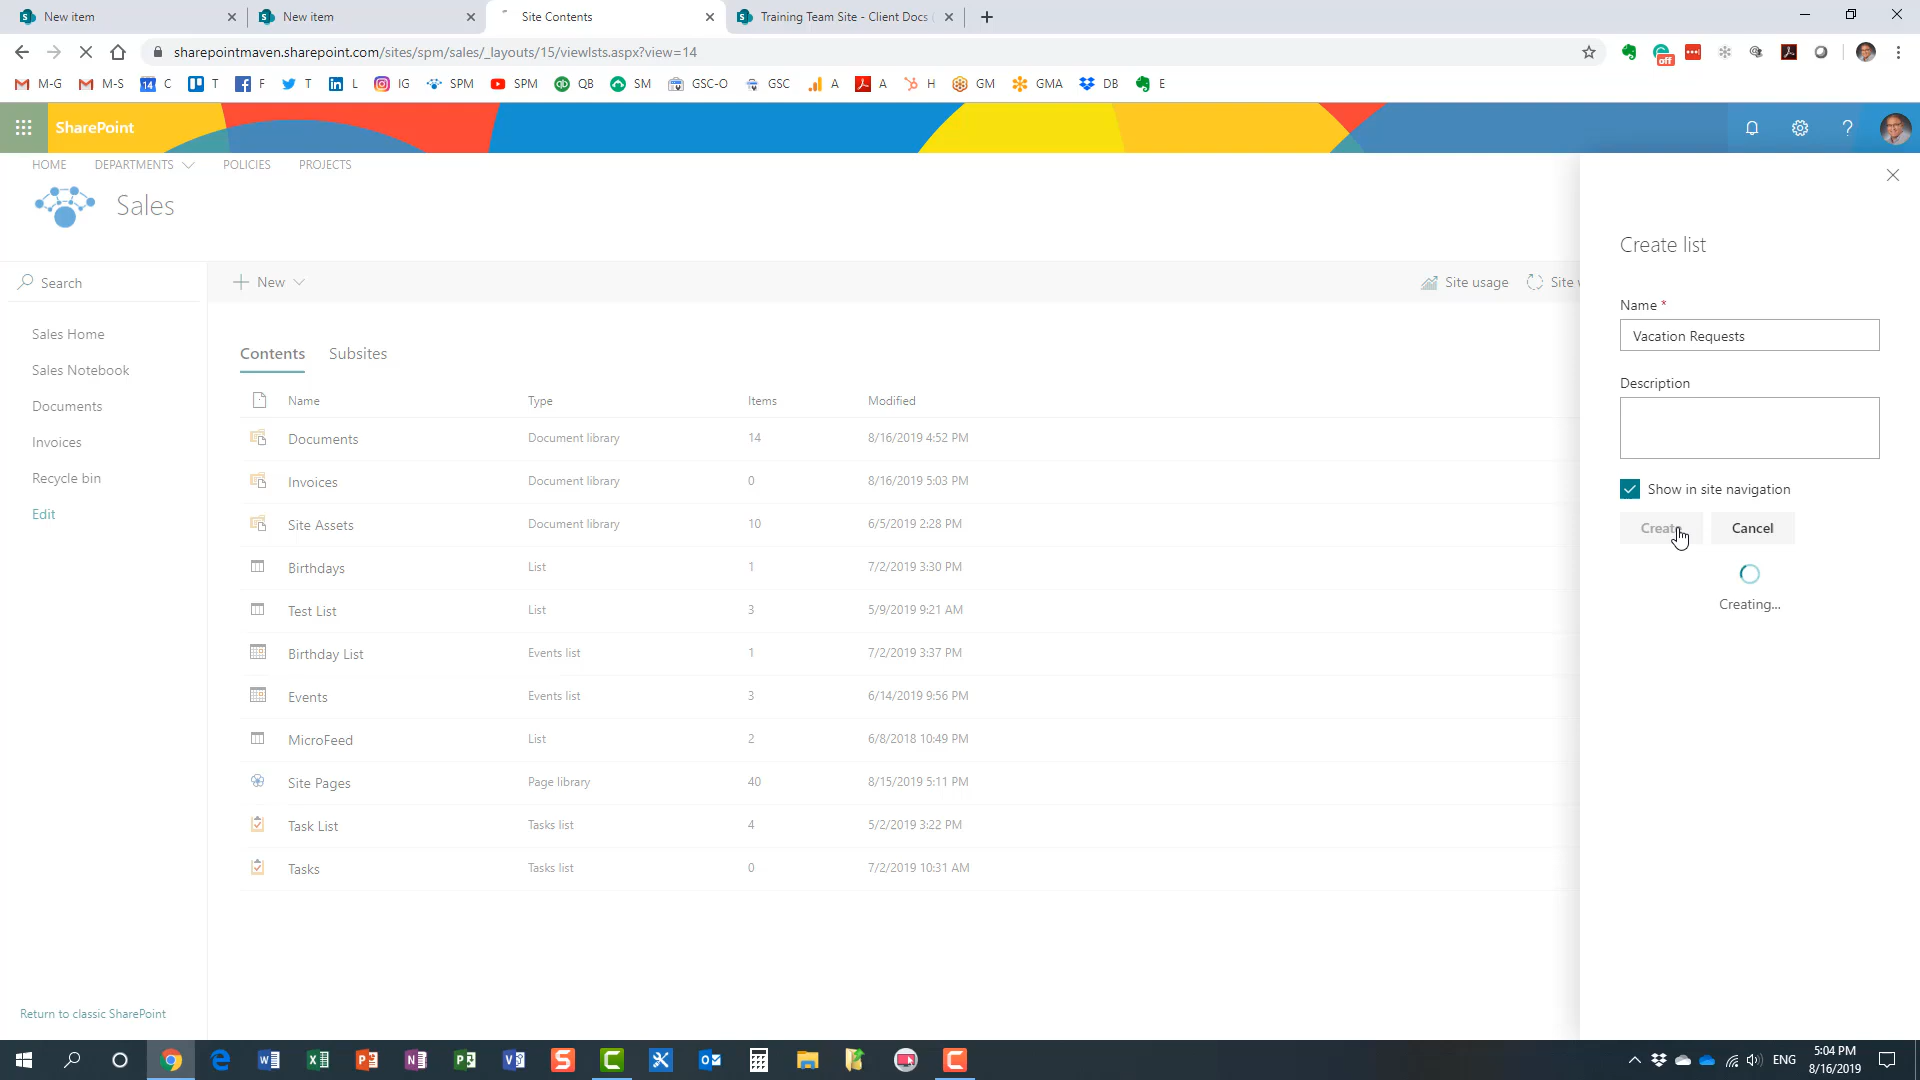 New item
New item
Site Contents
Training Team Site - Client Docs
sharepointmaven.sharepoint.com/sites/spm/sales/_layouts/15/viewlsts.aspx?view=14
off
M-G
M-S
14
C
T
F
T
L
IG
SPM
SPM
QB
SM
GSC-O
GSC
A
A
H
GM
GMA
DB
E
SharePoint
?
HOME
DEPARTMENTS
POLICIES
PROJECTS
Sales
Search
Sales Home
Sales Notebook
Documents
Invoices
Recycle bin
Edit
Return to classic SharePoint
New
Site usage
Site
Contents
Subsites
Name Type Items Modified
Documents Document library 14 8/16/2019 4:52 PM
Invoices Document library 0 8/16/2019 5:03 PM
Site Assets Document library 10 6/5/2019 2:28 PM
Birthdays List 1 7/2/2019 3:30 PM
Test List List 3 5/9/2019 9:21 AM
Birthday List Events list 1 7/2/2019 3:37 PM
Events Events list 3 6/14/2019 9:56 PM
MicroFeed List 2 6/8/2018 10:49 PM
Site Pages Page library 40 8/15/2019 5:11 PM
Task List Tasks list 4 5/2/2019 3:22 PM
Tasks Tasks list 0 7/2/2019 10:31 AM
Create list
Name *
Vacation Requests
Description
Show in site navigation
Create
Cancel
Creating...
ENG
5:04 PM
8/16/2019